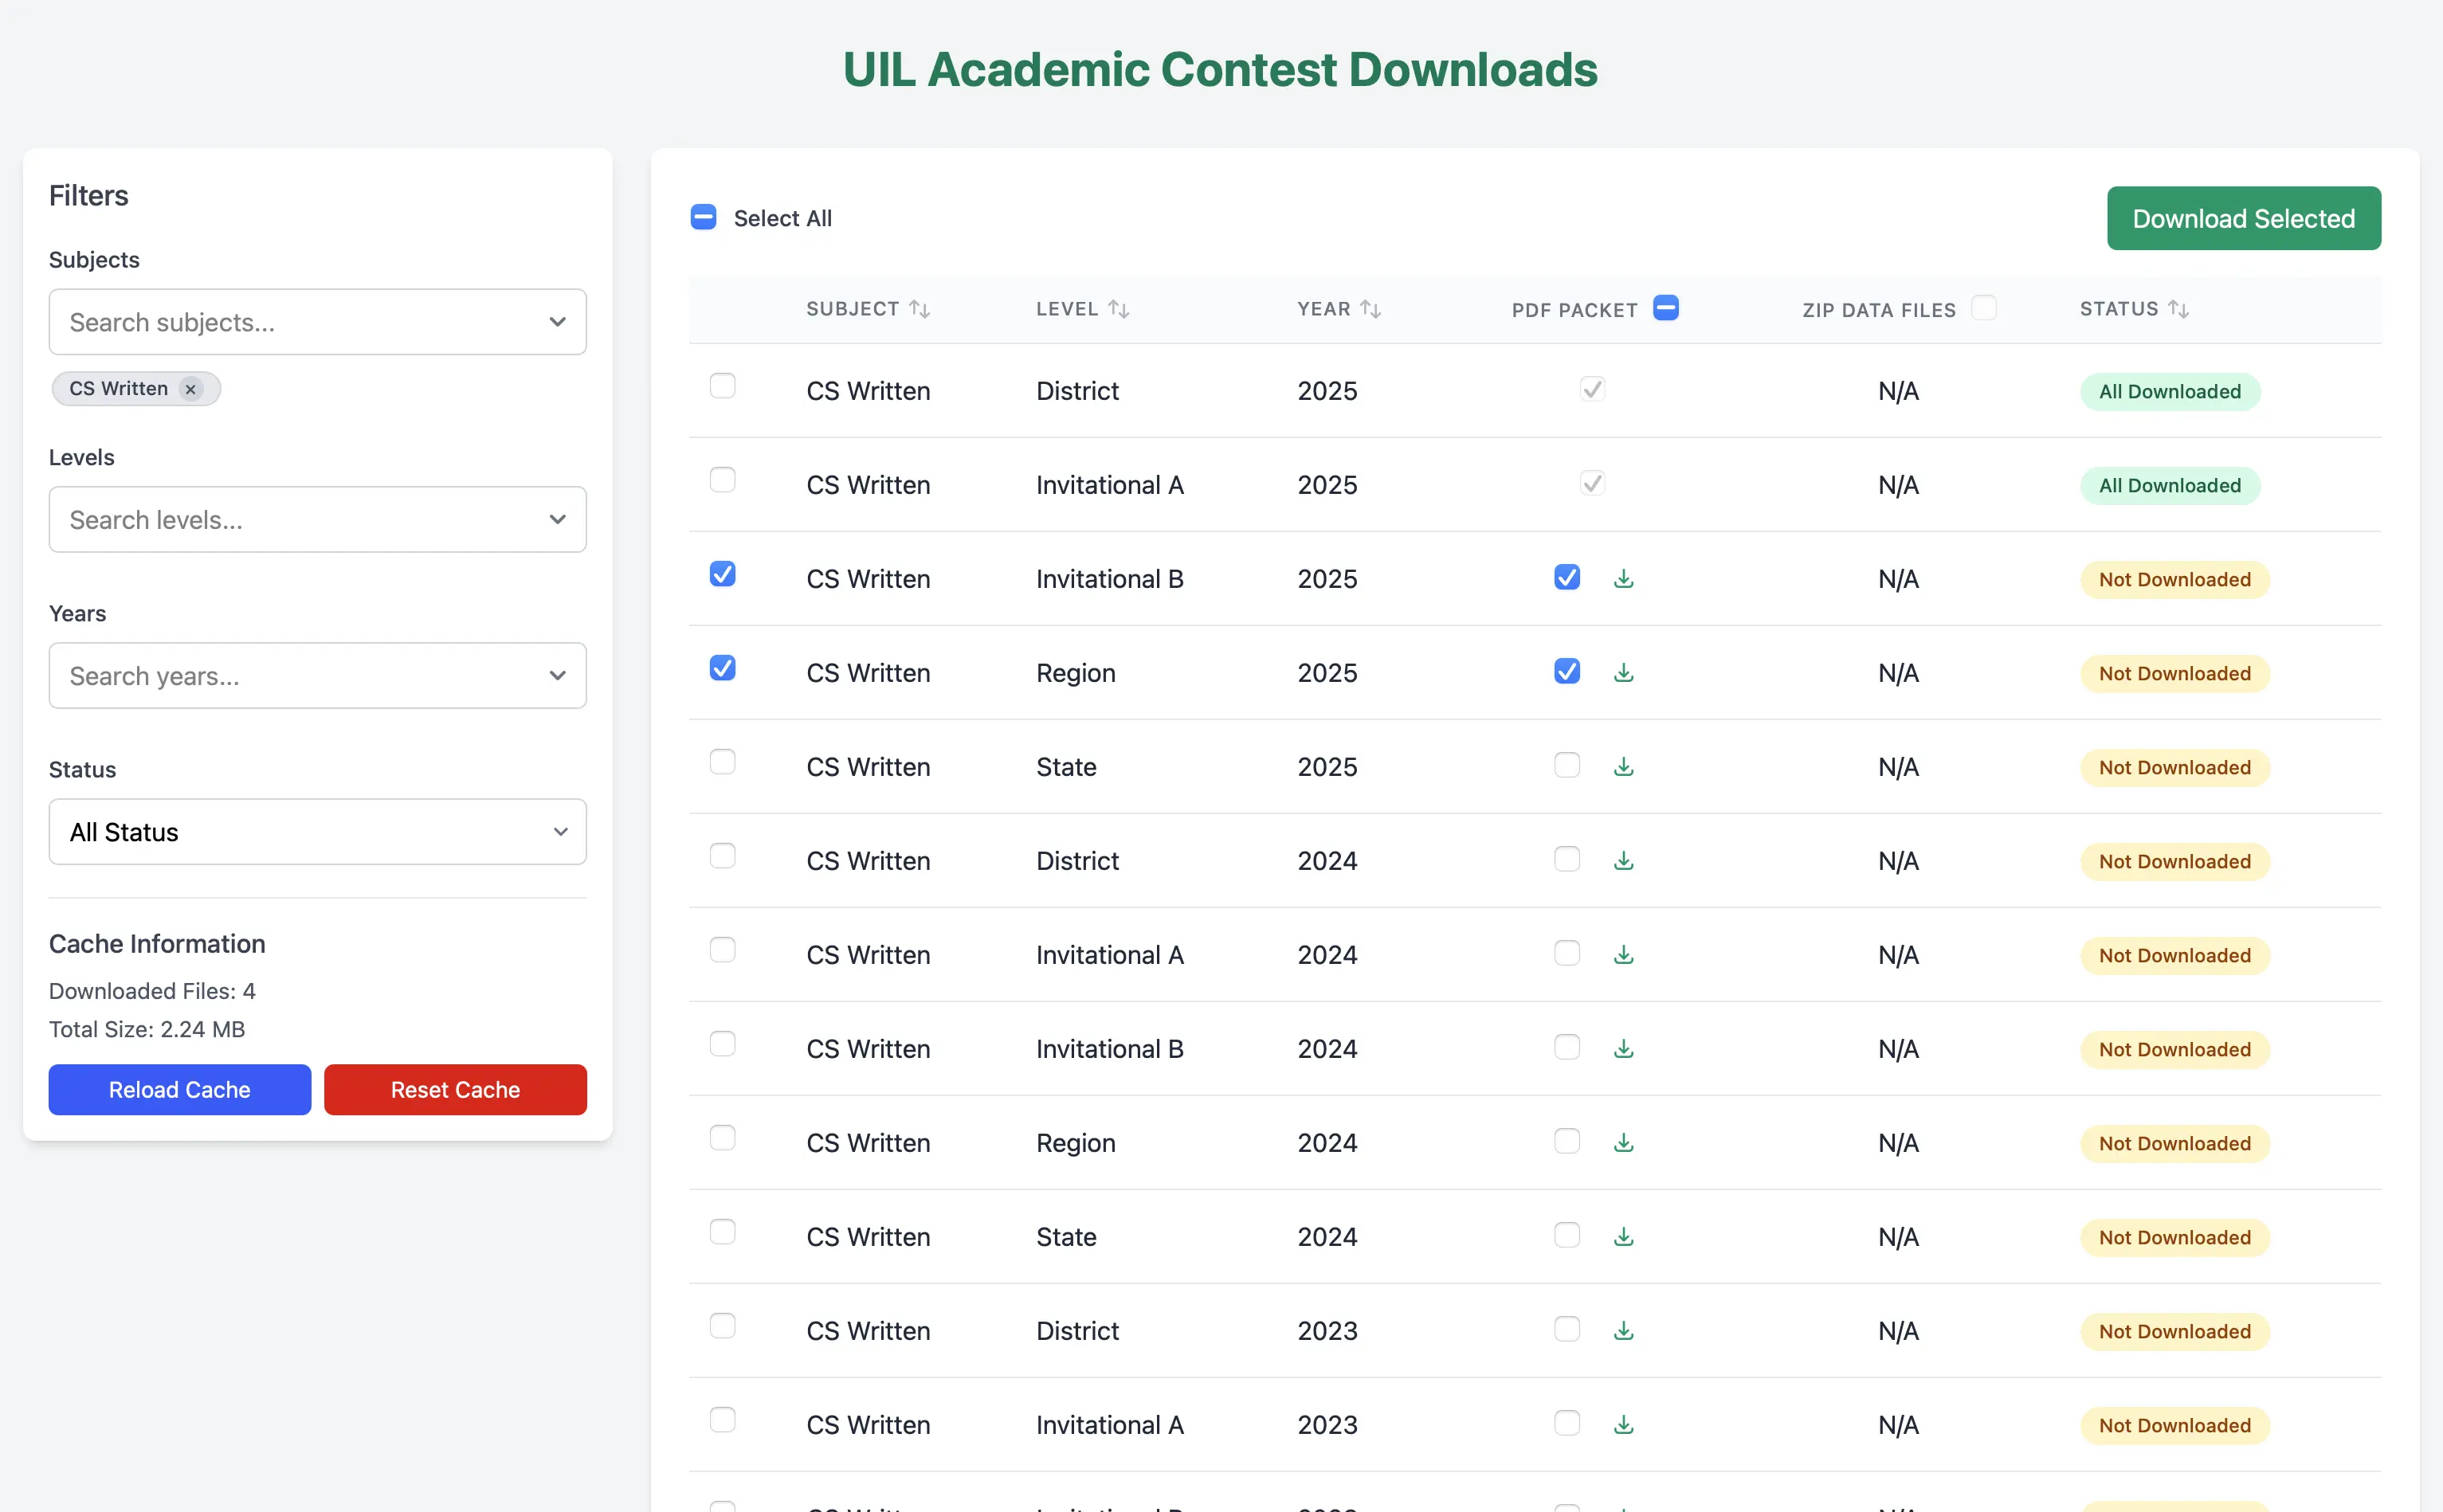 UIL Academic Contest Downloads
Filters
Subjects
Search subjects...
CS Written ×
Levels
Search levels...
Years
Search years...
Status
All Status
Cache Information
Downloaded Files: 4
Total Size: 2.24 MB
Reload Cache Reset Cache
Select All Download Selected
SUBJECT LEVEL YEAR PDF PACKET ZIP DATA FILES STATUS
CS Written District 2025 N/A All Downloaded
CS Written Invitational A 2025 N/A All Downloaded
CS Written Invitational B 2025 N/A Not Downloaded
CS Written Region 2025 N/A Not Downloaded
CS Written State 2025 N/A Not Downloaded
CS Written District 2024 N/A Not Downloaded
CS Written Invitational A 2024 N/A Not Downloaded
CS Written Invitational B 2024 N/A Not Downloaded
CS Written Region 2024 N/A Not Downloaded
CS Written State 2024 N/A Not Downloaded
CS Written District 2023 N/A Not Downloaded
CS Written Invitational A 2023 N/A Not Downloaded